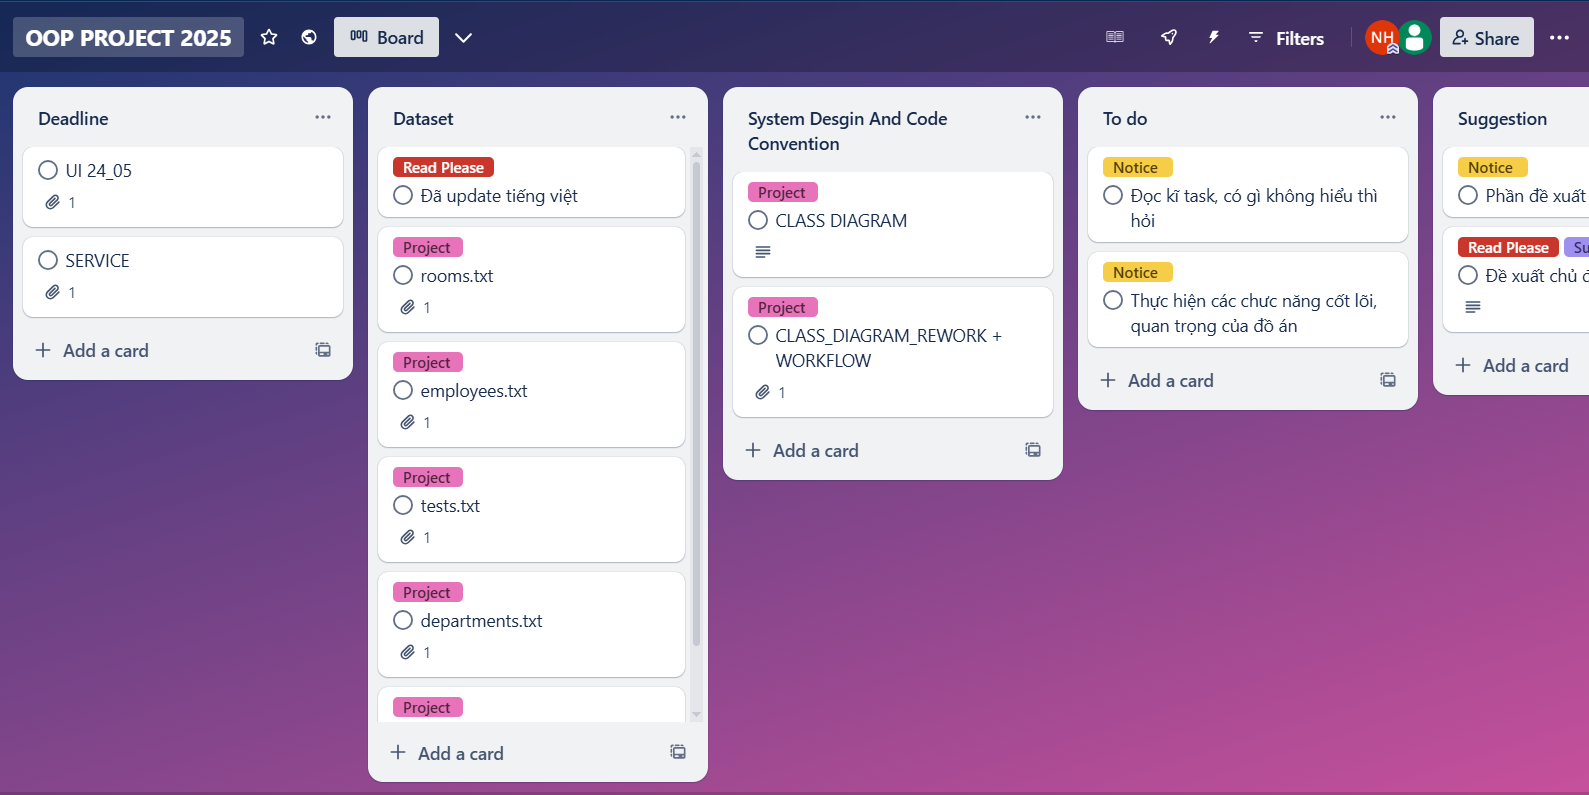 OOP PROJECT 2025
Board
Filters
NH
Share
Deadline
UI 24_05
1
SERVICE
1
Add a card
Dataset
Read Please
Đã update tiếng việt
Project
rooms.txt
1
Project
employees.txt
1
Project
tests.txt
1
Project
departments.txt
1
Project
Add a card
System Desgin And Code
Convention
Project
CLASS DIAGRAM
Project
CLASS_DIAGRAM_REWORK +
WORKFLOW
1
Add a card
To do
Notice
Đọc kĩ task, có gì không hiểu thì
hỏi
Notice
Thực hiện các chưc năng cốt lõi,
quan trọng của đồ án
Add a card
Suggestion
Notice
Phần đề xuất
Read Please Su
Đề xuất chủ đ
Add a card